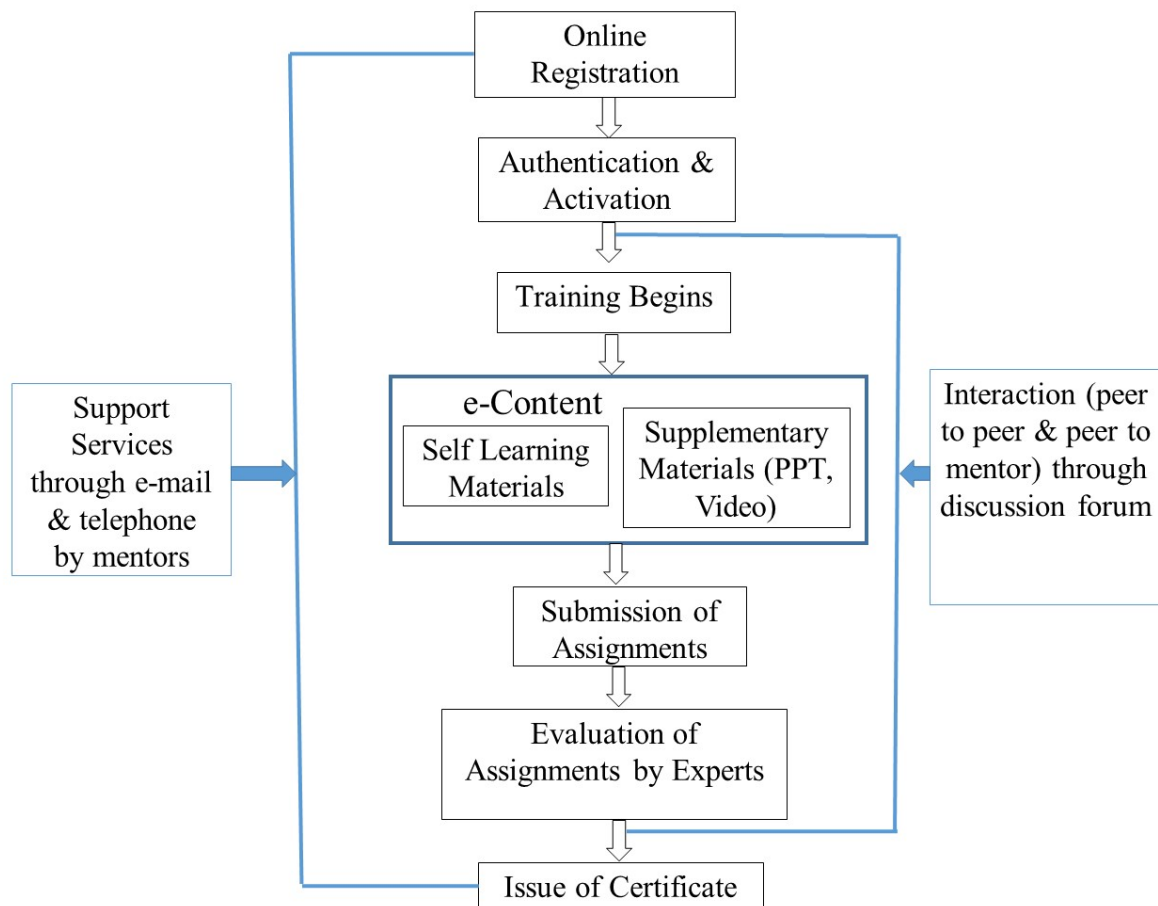 Online
Registration
Authentication &
Activation
Training Begins
e-Content
Self Learning
Materials
Supplementary
Materials (PPT,
Video)
Support
Services
through e-mail
& telephone
by mentors
Interaction (peer
to peer & peer to
mentor) through
discussion forum
Submission of
Assignments
Evaluation of
Assignments by Experts
Issue of Certificate